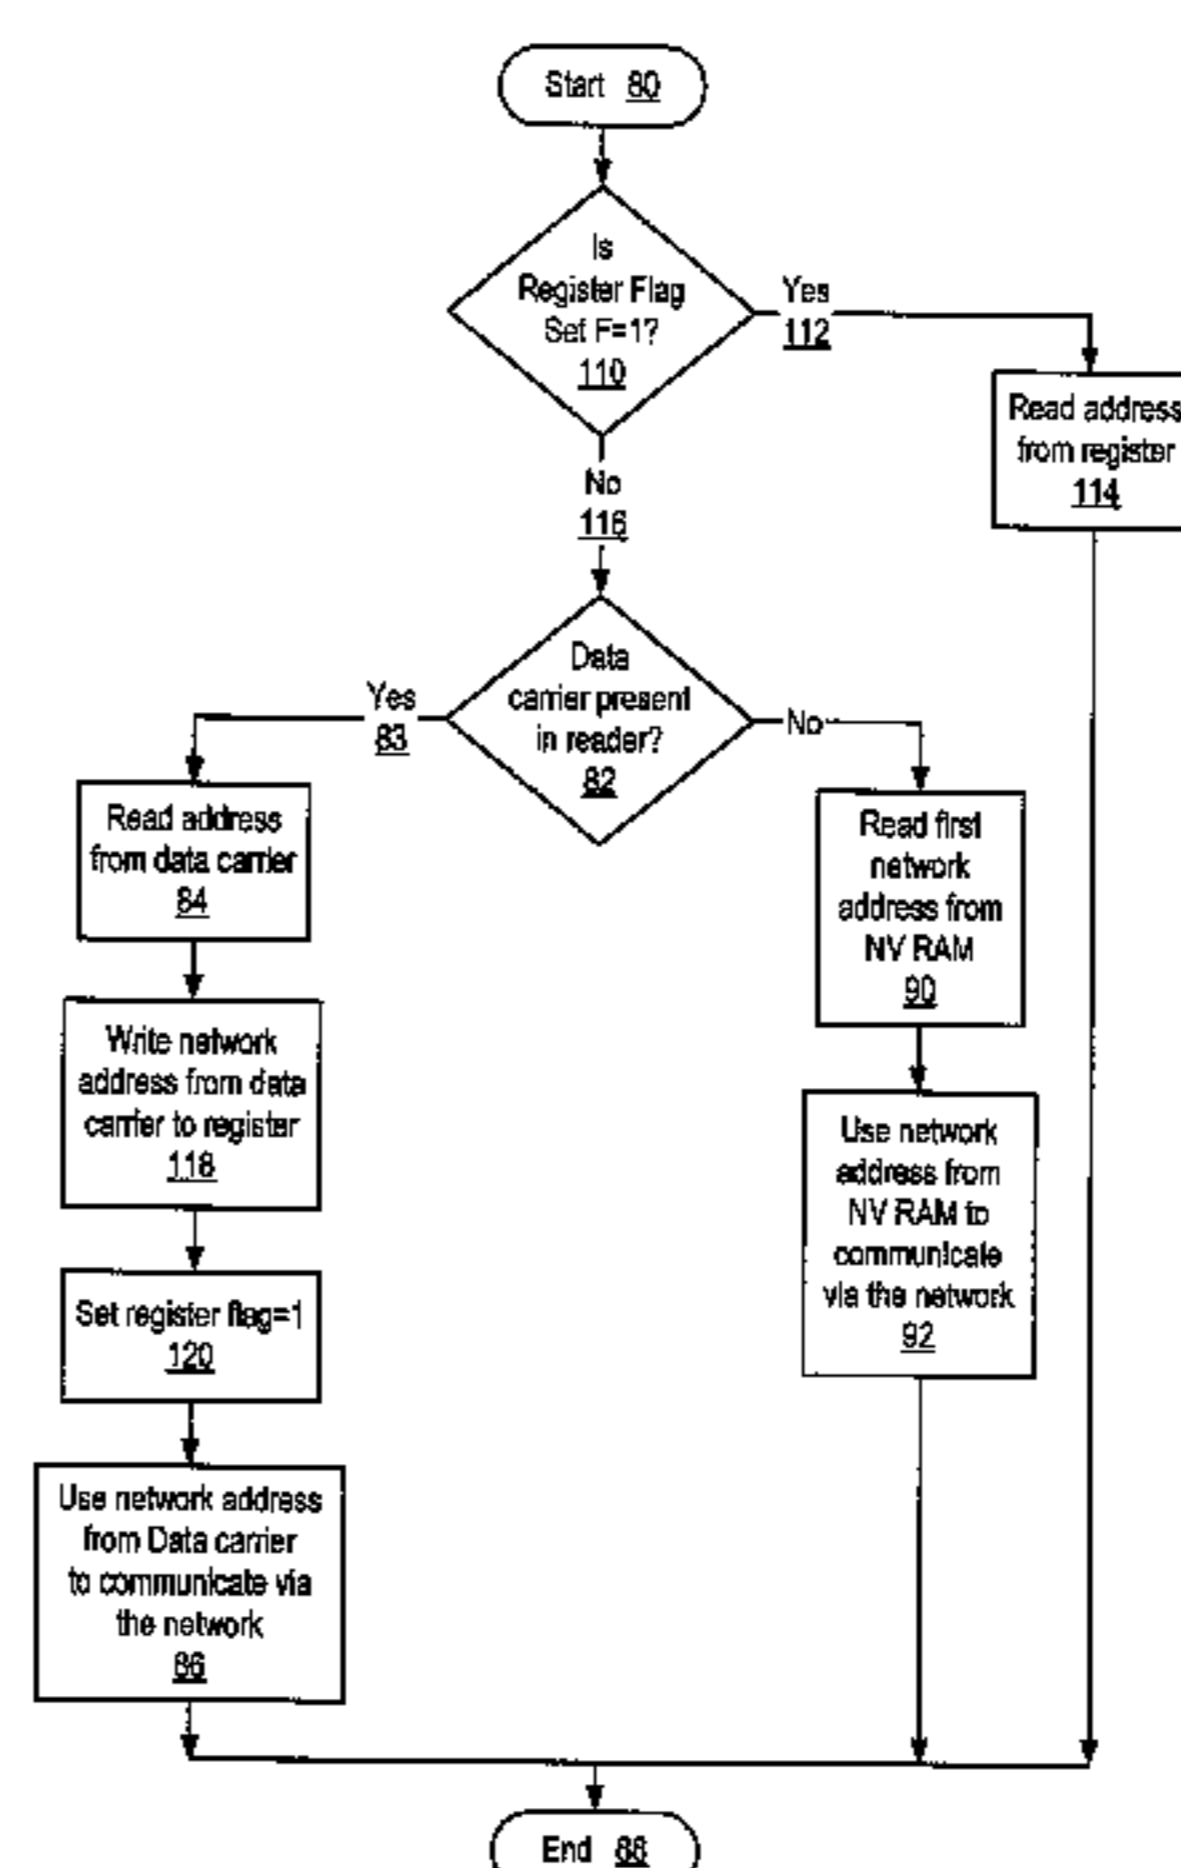 Start 80
Is
Register Flag
Set F=1?
110
Yes
112
Read address
from register
114
No
116
Data
carrier present
in reader?
82
Yes
83
No
Read address
from data carrier
84
Read first
network
address from
NV RAM
90
Write network
address from data
carrier to register
118
Use network
address from
NV RAM to
communicate
via the network
92
Set register flag=1
120
Use network address
from Data carrier
to communicate via
the network
86
End 88